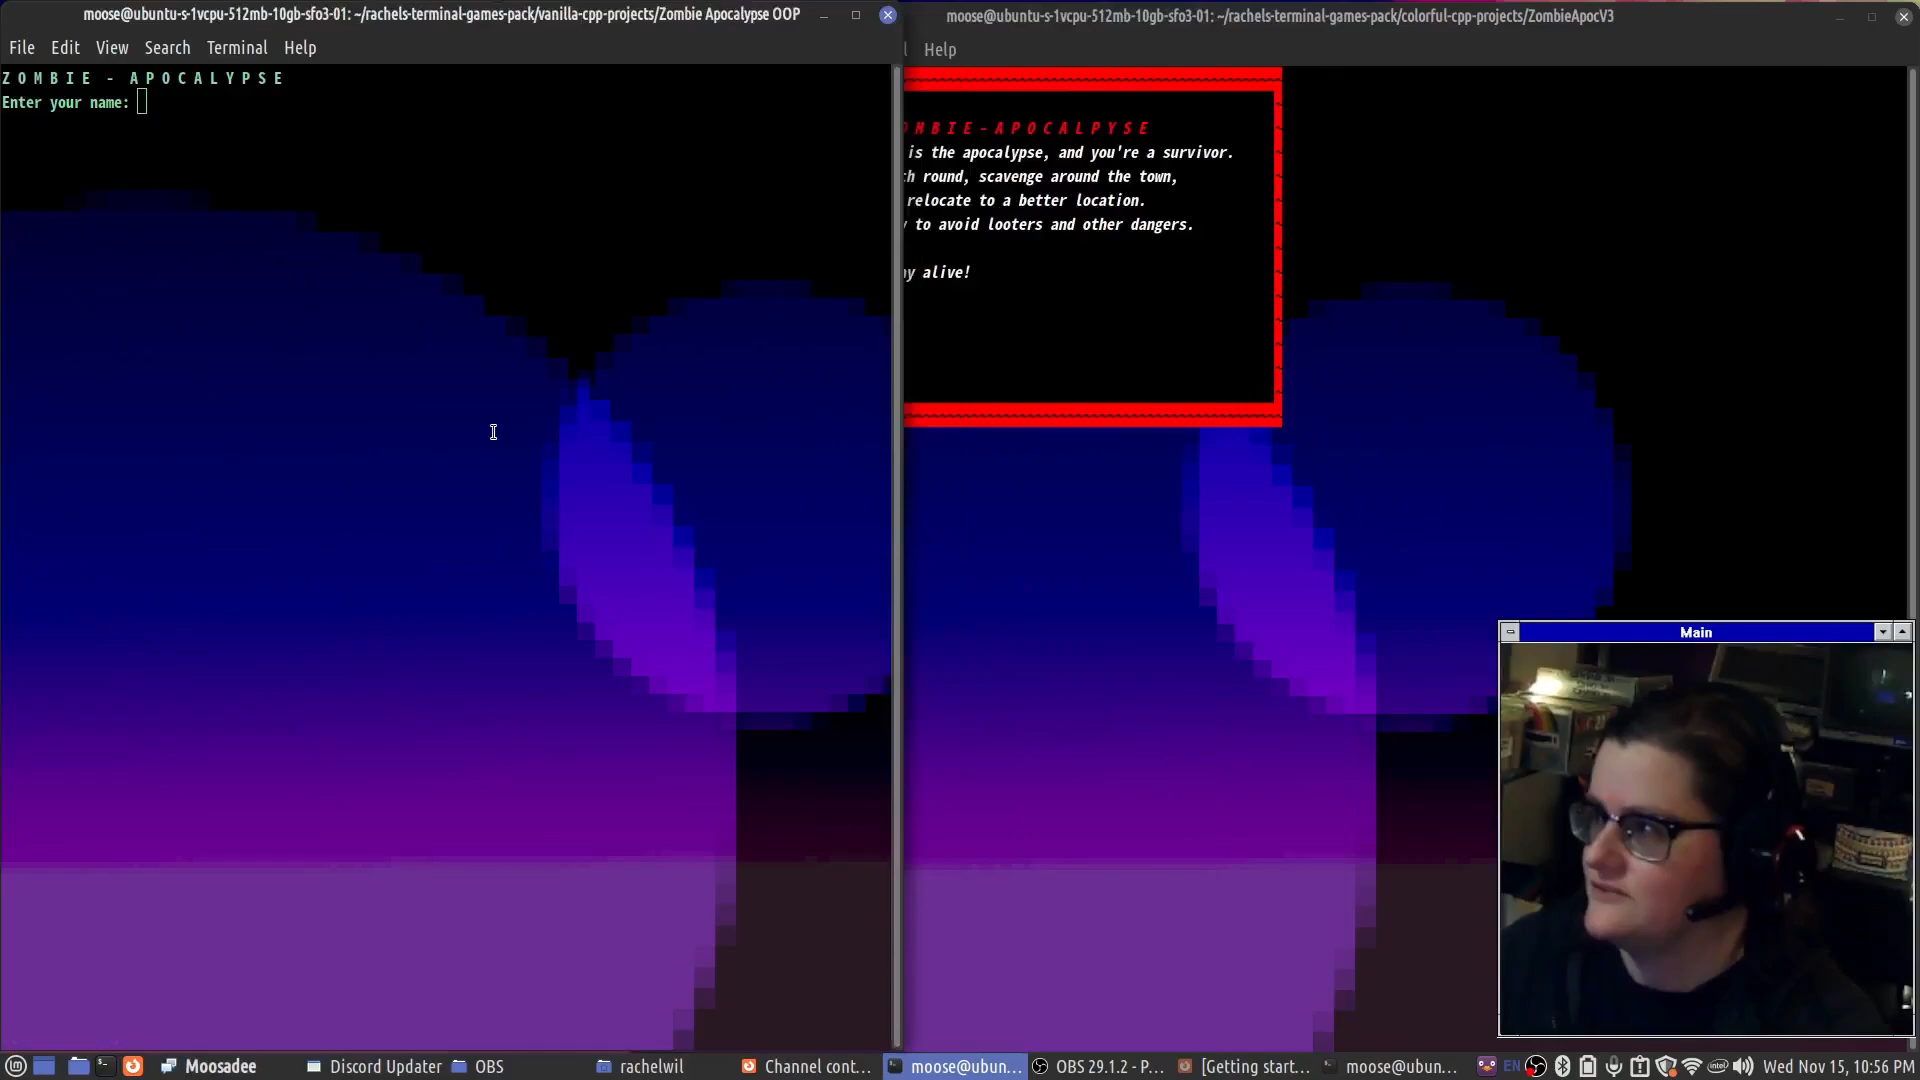 moose@ubuntu-s-1vcpu-512mb-10gb-sfo3-01: ~/rachels-terminal-games-pack/vanilla-cpp-projects/Zombie Apocalypse OOP
File Edit View Search Terminal Help
Z O M B I E - A P O C A L Y P S E
Enter your name:
moose@ubuntu-s-1vcpu-512mb-10gb-sfo3-01: ~/rachels-terminal-games-pack/colorful-cpp-projects/ZombieApocV3
l Help
O M B I E - A P O C A L P Y S E
is the apocalypse, and you're a survivor.
ch round, scavenge around the town,
relocate to a better location.
y to avoid looters and other dangers.
ay alive!
Main
Moosadee
Discord Updater
OBS
rachelwil
Channel cont...
moose@ubun...
OBS 29.1.2 - P...
[Getting start...
moose@ubun...
EN
Wed Nov 15, 10:56 PM